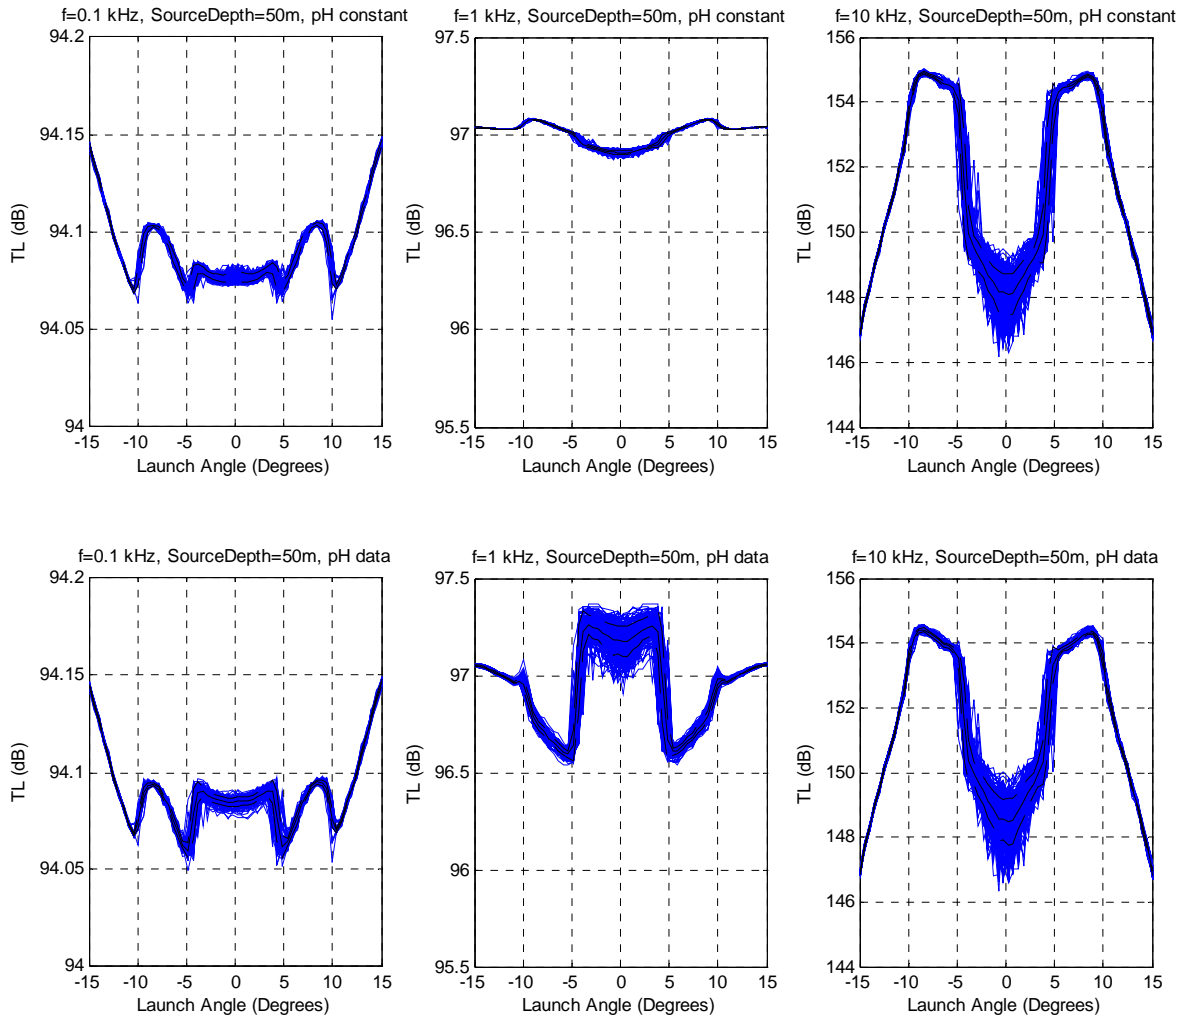 f=0.1 kHz, SourceDepth=50m, pH constant
94.2
94.15
94.1
94.05
94
TL (dB)
-15 -10 -5 0 5 10 15
Launch Angle (Degrees)
f=1 kHz, SourceDepth=50m, pH constant
97.5
97
96.5
96
95.5
TL (dB)
-15 -10 -5 0 5 10 15
Launch Angle (Degrees)
f=10 kHz, SourceDepth=50m, pH constant
156
154
152
150
148
146
144
TL (dB)
-15 -10 -5 0 5 10 15
Launch Angle (Degrees)
f=0.1 kHz, SourceDepth=50m, pH data
94.2
94.15
94.1
94.05
94
TL (dB)
-15 -10 -5 0 5 10 15
Launch Angle (Degrees)
f=1 kHz, SourceDepth=50m, pH data
97.5
97
96.5
96
95.5
TL (dB)
-15 -10 -5 0 5 10 15
Launch Angle (Degrees)
f=10 kHz, SourceDepth=50m, pH data
156
154
152
150
148
146
144
TL (dB)
-15 -10 -5 0 5 10 15
Launch Angle (Degrees)